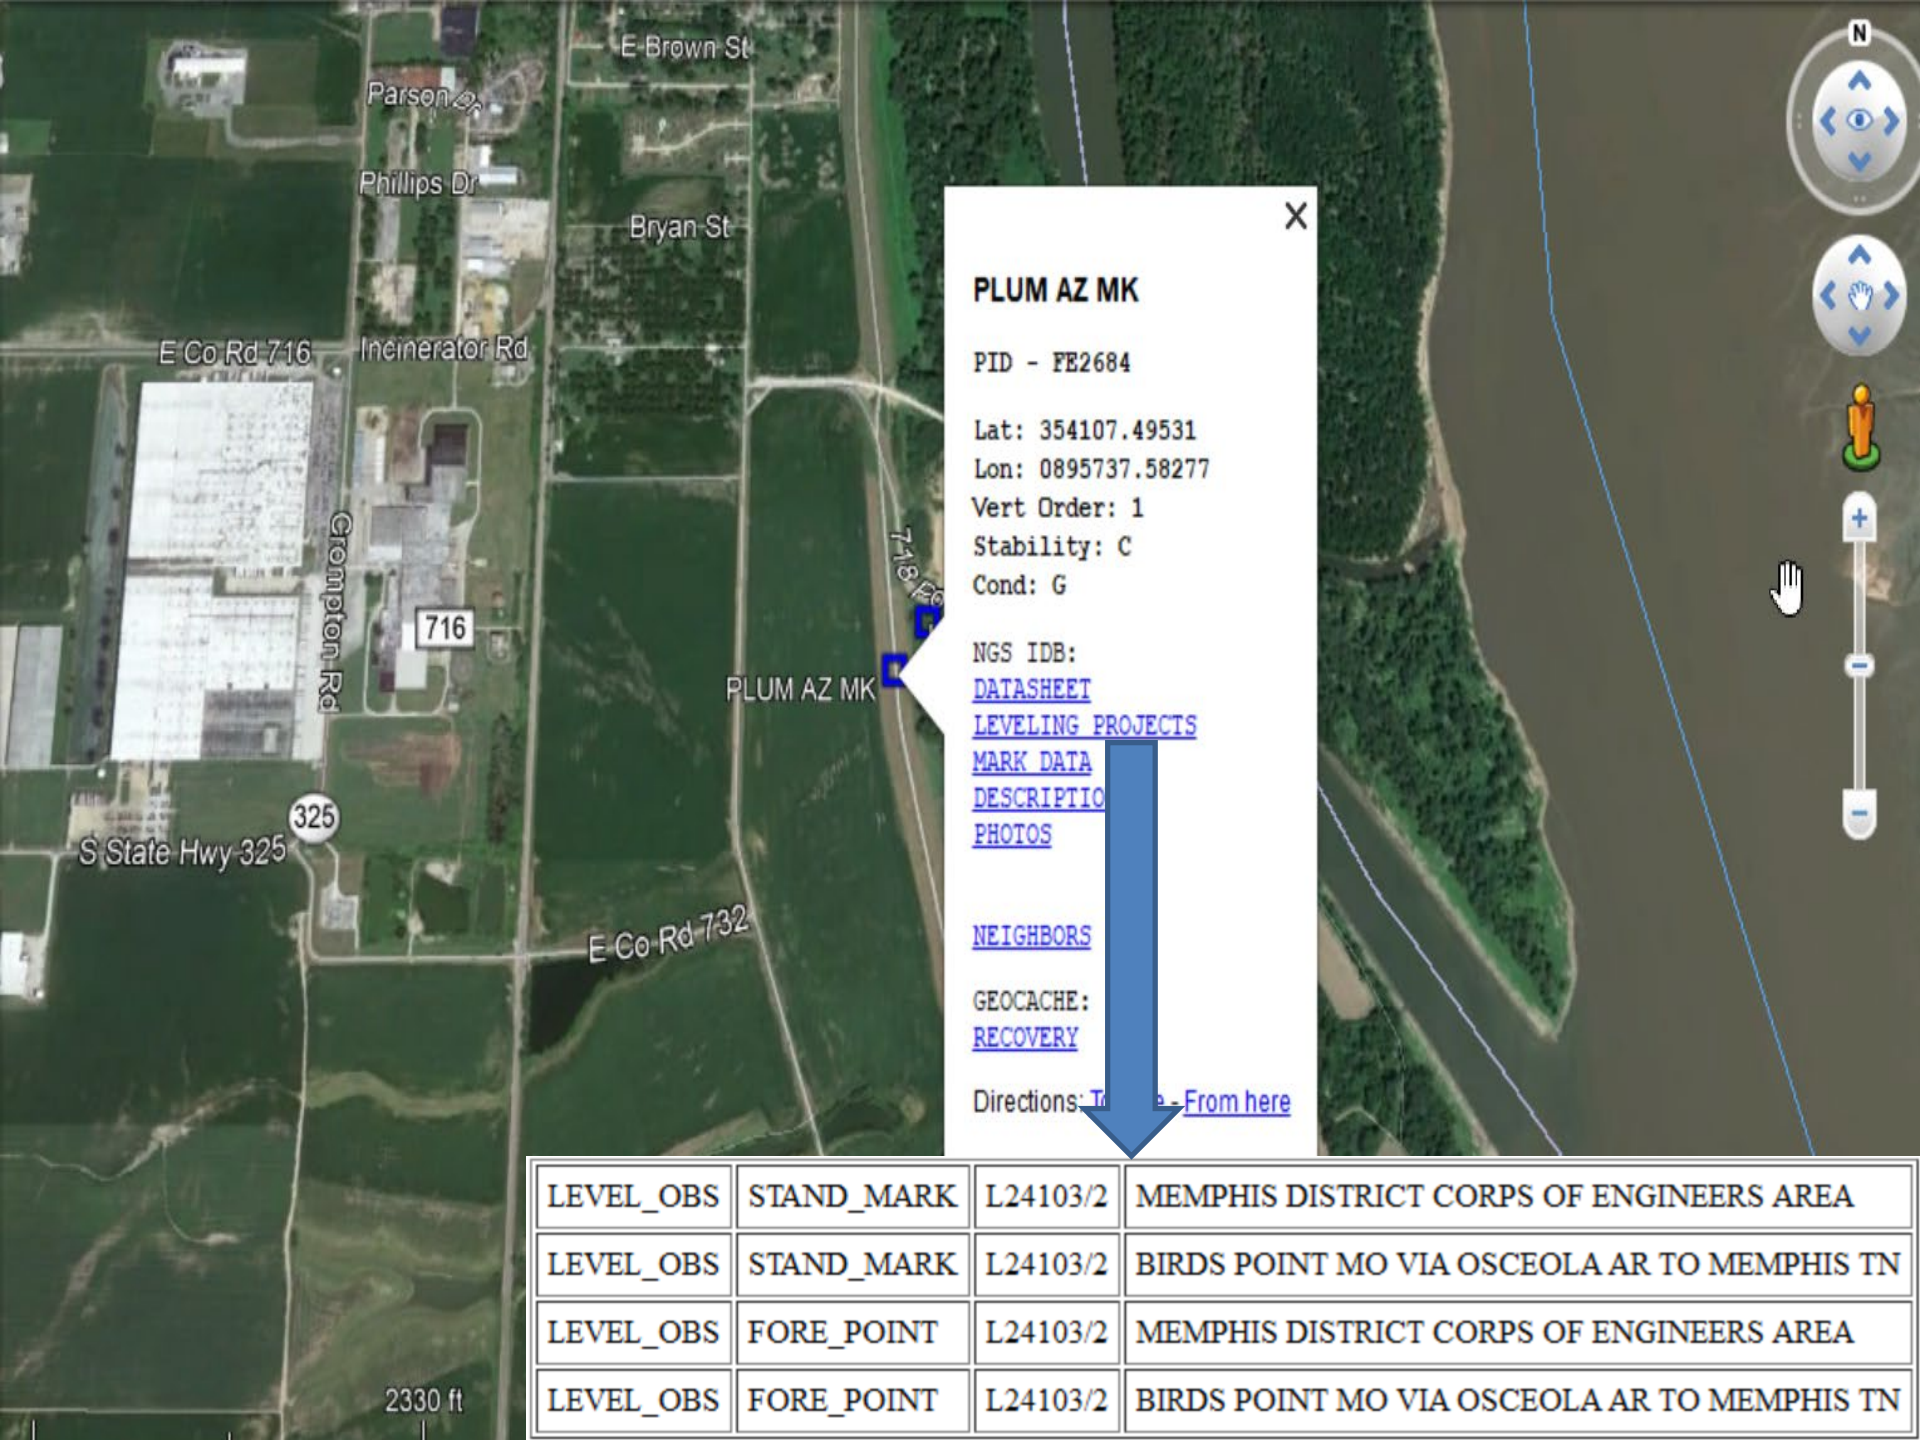 E Brown St
N
Parson Dr
Phillips Dr
Bryan St
X
PLUM AZ MK
E Co Rd 716
Incinerator Rd
PID - FE2684
Lat: 354107.49531
Lon: 0895737.58277
Vert Order: 1
Stability: C
Cond: G
Crompton Rd
718
716
NGS IDB:
PLUM AZ MK
DATASHEET
LEVELING PROJECTS
MARK DATA
DESCRIPTIO
PHOTOS
325
S State Hwy 325
E Co Rd 732
NEIGHBORS
GEOCACHE:
RECOVERY
Directions: - From here
LEVEL_OBS STAND_MARK L24103/2 MEMPHIS DISTRICT CORPS OF ENGINEERS AREA
LEVEL_OBS STAND_MARK L24103/2 BIRDS POINT MO VIA OSCEOLA AR TO MEMPHIS TN
LEVEL_OBS FORE_POINT L24103/2 MEMPHIS DISTRICT CORPS OF ENGINEERS AREA
LEVEL_OBS FORE_POINT L24103/2 BIRDS POINT MO VIA OSCEOLA AR TO MEMPHIS TN
2330 ft